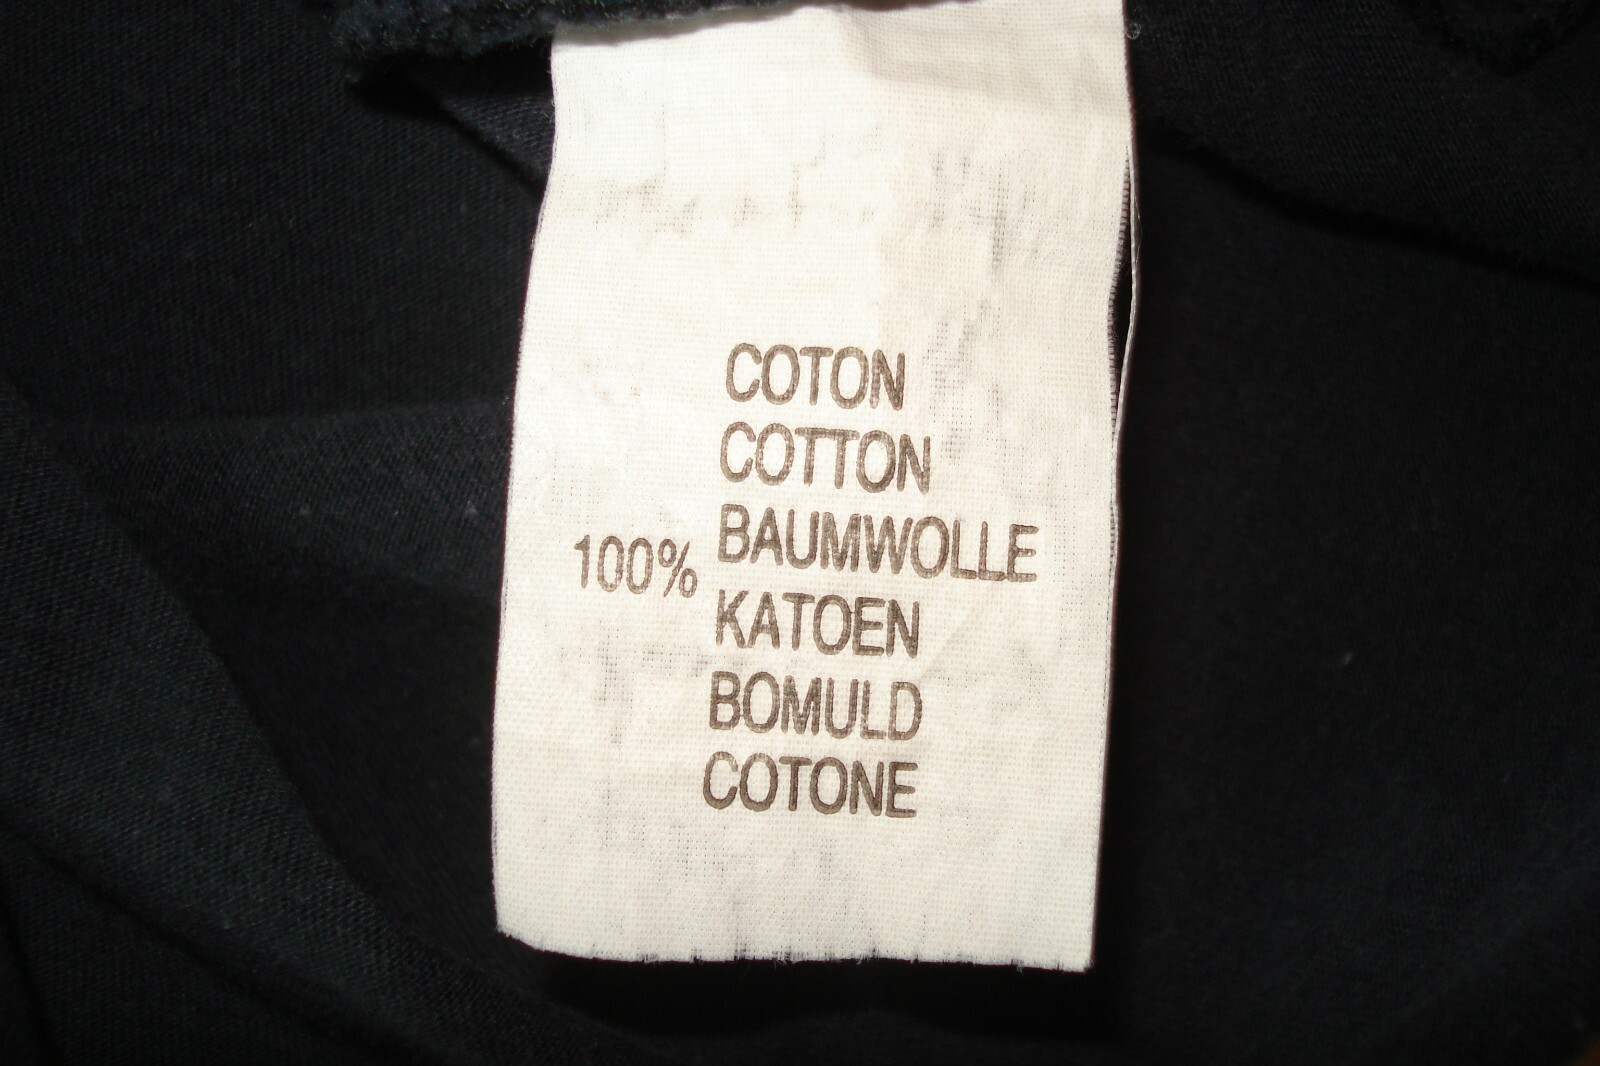 COTON
COTTON
100% BAUMWOLLE
KATOEN
BOMULD
COTONE